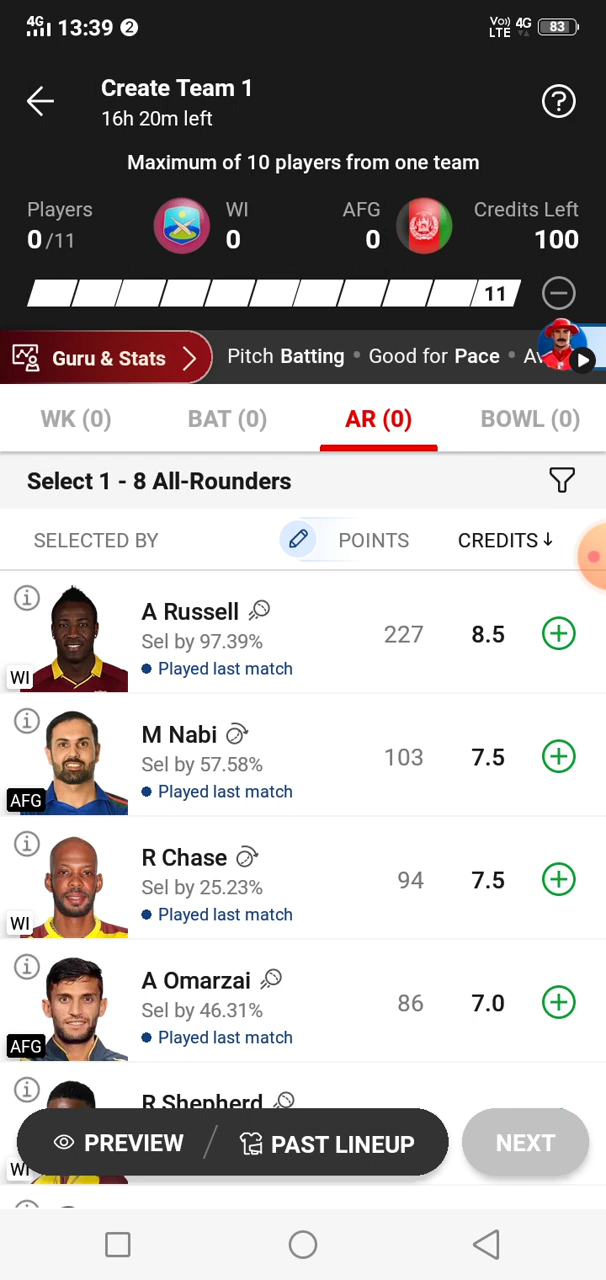 4G 13:39 2 Vo)) LTE 4G 83
Create Team 1
16h 20m left
Maximum of 10 players from one team
Players WI AFG Credits Left
0/11 0 0 100
11
Guru & Stats Pitch Batting • Good for Pace • Av
WK (0) BAT (0) AR (0) BOWL (0)
Select 1 - 8 All-Rounders
SELECTED BY POINTS CREDITS↓
A Russell
Sel by 97.39% 227 8.5
WI • Played last match
M Nabi
Sel by 57.58% 103 7.5
AFG • Played last match
R Chase
Sel by 25.23% 94 7.5
WI • Played last match
A Omarzai
Sel by 46.31% 86 7.0
AFG • Played last match
R Shepherd
PREVIEW / PAST LINEUP NEXT
WI